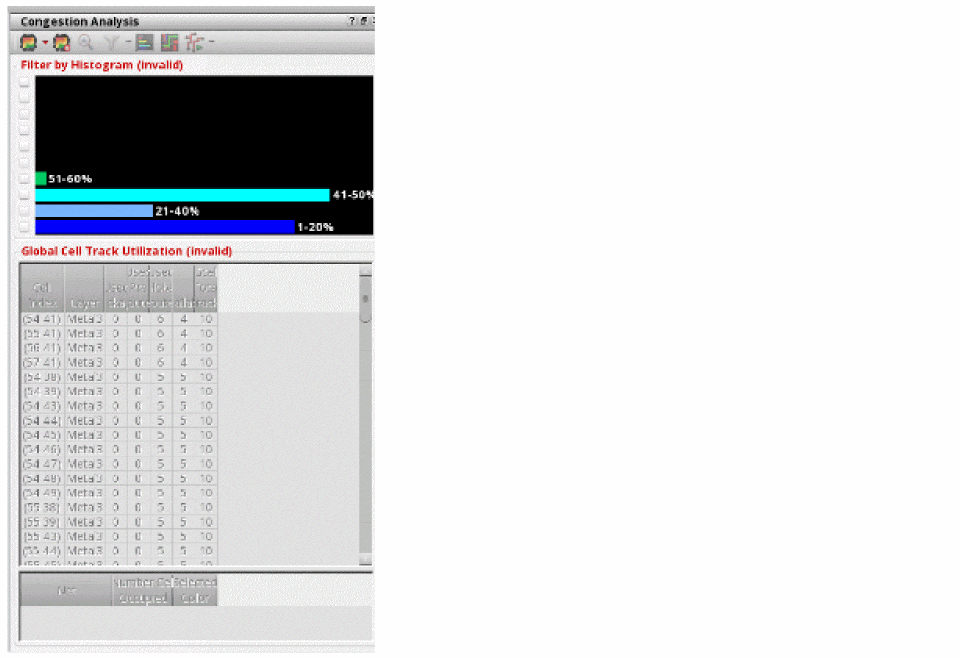 Congestion Analysis
Filter by Histogram (invalid)
51-60%
41-50%
21-40%
1-20%
Global Cell Track Utilization (invalid)
Cell
Index Layer
(54 41) Metal3 0 0 6 4 10
(55 41) Metal3 0 0 6 4 10
(56 41) Metal3 0 0 6 4 10
(57 41) Metal3 0 0 6 4 10
(54 38) Metal3 0 0 5 5 10
(54 39) Metal3 0 0 5 5 10
(54 43) Metal3 0 0 5 5 10
(54 44) Metal3 0 0 5 5 10
(54 45) Metal3 0 0 5 5 10
(54 46) Metal3 0 0 5 5 10
(54 47) Metal3 0 0 5 5 10
(54 48) Metal3 0 0 5 5 10
(54 49) Metal3 0 0 5 5 10
(55 38) Metal3 0 0 5 5 10
(55 39) Metal3 0 0 5 5 10
(55 43) Metal3 0 0 5 5 10
(55 44) Metal3 0 0 5 5 10
Number Selected
Net Occupied Color